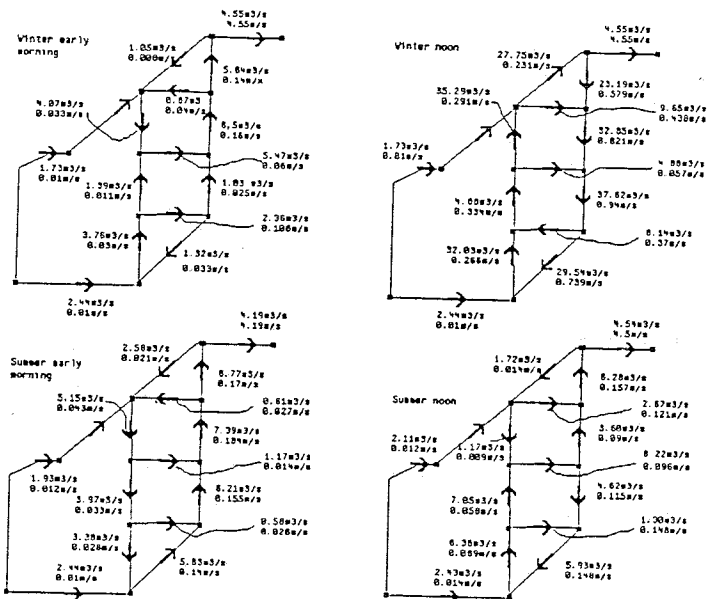 Winter early
morning
4.55m3/s
4.55m/s
1.05m3/s
0.008m/s
5.64m3/s
0.14m/s
4.07m3/s
0.033m/s
0.87m3
0.04m/s
6.5m3/s
0.16m/s
5.47m3/s
0.06m/s
1.73m3/s
0.01m/s
1.39m3/s
0.011m/s
1.03 m3/s
0.025m/s
2.36m3/s
0.108m/s
3.76m3/s
0.03m/s
1.32m3/s
0.033m/s
2.44m3/s
0.01m/s
Winter noon
4.55m3/s
4.55m/s
27.75m3/s
0.231m/s
23.19m3/s
0.579m/s
35.29m3/s
0.291m/s
9.65m3/s
0.438m/s
32.85m3/s
0.821m/s
1.73m3/s
0.01m/s
4.88m3/s
0.057m/s
0.334m/s
37.62m3/s
0.94m/s
8.14m3/s
0.37m/s
32.03m3/s
0.266m/s
29.54m3/s
0.739m/s
2.44m3/s
0.01m/s
Summer early
morning
4.19m3/s
4.19m/s
2.58m3/s
0.021m/s
6.77m3/s
0.17m/s
5.15m3/s
0.043m/s
0.61m3/s
0.027m/s
7.39m3/s
0.184m/s
1.17m3/s
0.014m/s
1.93m3/s
0.012m/s
3.97m3/s
0.033m/s
6.21m3/s
0.155m/s
0.58m3/s
0.026m/s
3.38m3/s
0.028m/s
5.83m3/s
0.14m/s
2.44m3/s
0.01m/s
Summer noon
4.54m3/s
4.5m/s
1.72m3/s
0.014m/s
6.28m3/s
0.157m/s
2.67m3/s
0.121m/s
2.11m3/s
0.012m/s
1.17m3/s
0.009m/s
3.60m3/s
0.09m/s
8.22m3/s
0.096m/s
7.05m3/s
0.058m/s
4.62m3/s
0.115m/s
0.148m/s
6.38m3/s
5.93m3/s
0.148m/s
2.43m3/s
0.014m/s